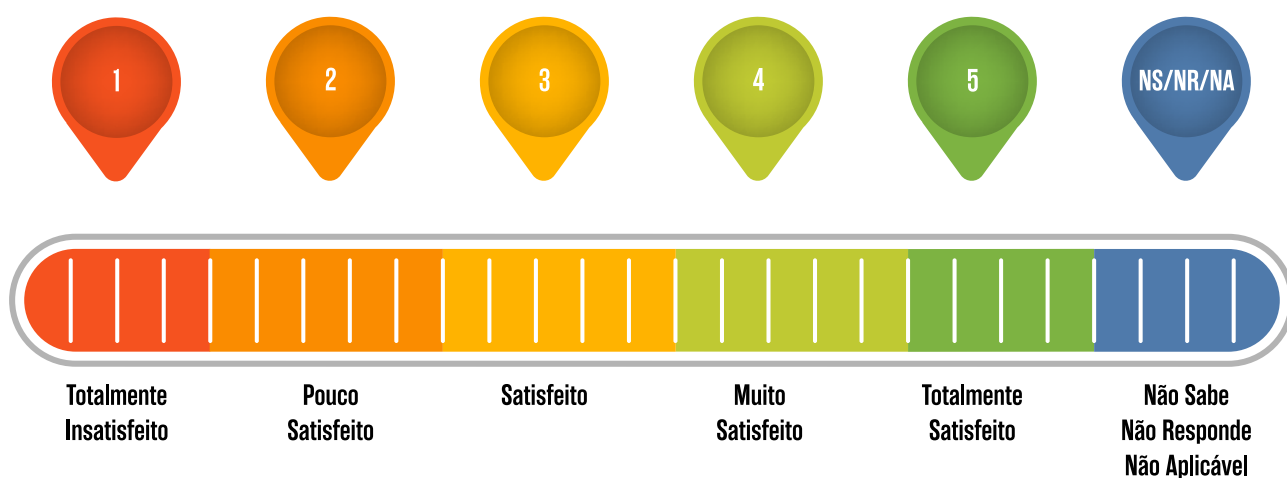 1
2
3
4
5
NS/NR/NA
Totalmente
Insatisfeito
Pouco
Satisfeito
Satisfeito
Muito
Satisfeito
Totalmente
Satisfeito
Não Sabe
Não Responde
Não Aplicável